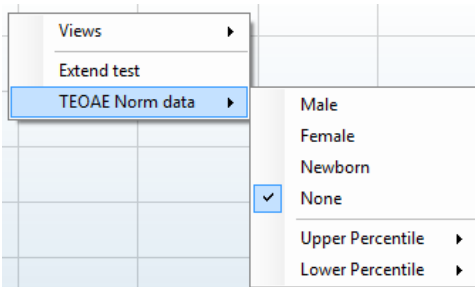 Views
Extend test
TEOAE Norm data
Male
Female
Newborn
None
Upper Percentile
Lower Percentile